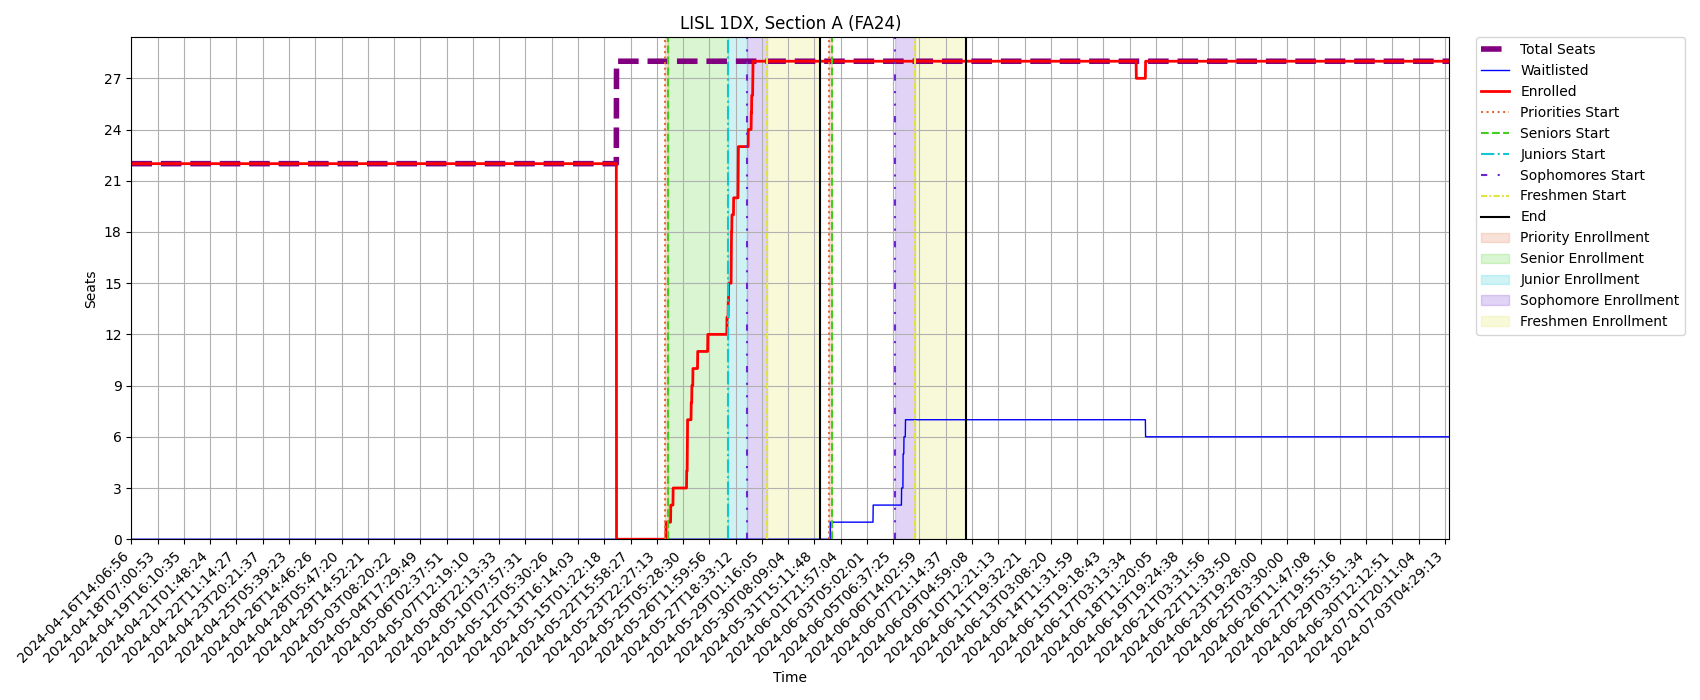 LISL 1DX, Section A (FA24)
Total Seats
Waitlisted
Enrolled
Priorities Start
Seniors Start
Juniors Start
Sophomores Start
Freshmen Start
End
Priority Enrollment
Senior Enrollment
Junior Enrollment
Sophomore Enrollment
Freshmen Enrollment
Seats
27
24
21
18
15
12
9
6
3
0
2024-04-16T14:06:56
2024-04-18T07:00:53
2024-04-19T16:10:35
2024-04-21T01:48:24
2024-04-22T11:14:27
2024-04-23T20:21:37
2024-04-25T05:39:23
2024-04-26T14:46:26
2024-04-28T05:47:20
2024-04-29T14:52:21
2024-05-03T08:20:22
2024-05-04T17:29:49
2024-05-06T02:37:51
2024-05-07T12:19:10
2024-05-08T22:13:33
2024-05-10T07:57:31
2024-05-12T05:30:26
2024-05-13T16:14:03
2024-05-15T01:22:18
2024-05-22T15:58:27
2024-05-23T22:27:13
2024-05-25T05:28:30
2024-05-26T11:59:56
2024-05-27T18:33:12
2024-05-29T01:16:05
2024-05-30T08:09:04
2024-05-31T15:11:48
2024-06-01T21:57:04
2024-06-03T05:02:01
2024-06-05T06:37:25
2024-06-06T14:02:59
2024-06-07T21:14:37
2024-06-09T04:59:08
2024-06-10T12:21:13
2024-06-11T19:32:21
2024-06-13T03:08:20
2024-06-14T11:31:59
2024-06-15T19:18:43
2024-06-17T03:13:34
2024-06-18T11:20:05
2024-06-19T19:24:38
2024-06-21T03:31:56
2024-06-22T11:33:50
2024-06-23T19:28:00
2024-06-25T03:30:00
2024-06-26T11:47:08
2024-06-27T19:55:16
2024-06-29T03:51:34
2024-06-30T12:12:51
2024-07-01T20:11:04
2024-07-03T04:29:13
Time